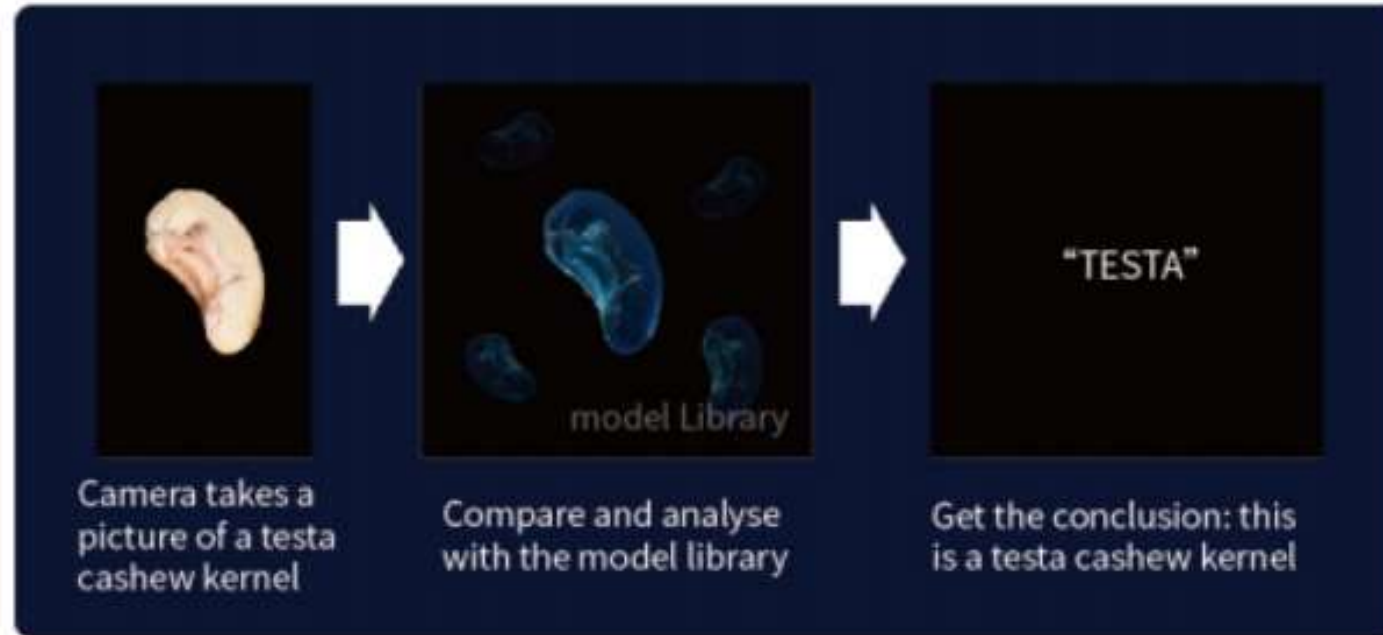 model Library
“TESTA”
Camera takes a
picture of a testa
cashew kernel
Compare and analyse
with the model library
Get the conclusion: this
is a testa cashew kernel